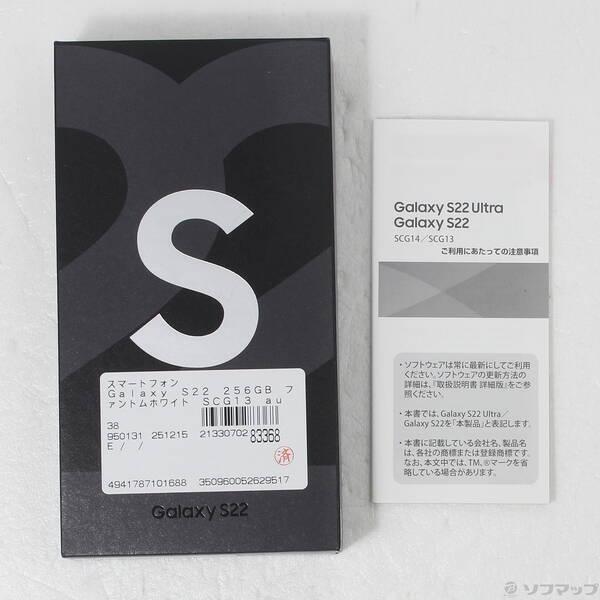 S
スマートフォン
Galaxy S22 256GB フ
ァントムホワイト SCG13 au
38
950131 251215 21330702 83368
E / /
済
4941787101688 350960052629517
Galaxy S22
Galaxy S22 Ultra
Galaxy S22
SCG14／SCG13
ご利用にあたっての注意事項
・ソフトウェアは常に最新にしてご利用
ください。ソフトウェアの更新方法の
詳細は、『取扱説明書 詳細版』をご参
照ください。
・本書では、Galaxy S22 Ultra／
Galaxy S22を「本製品」と表記します。
・本書に記載している会社名、製品名
は、各社の商標または登録商標です。
なお、本文中では、TM、®マークを省
略している場合があります。
ソフマップ